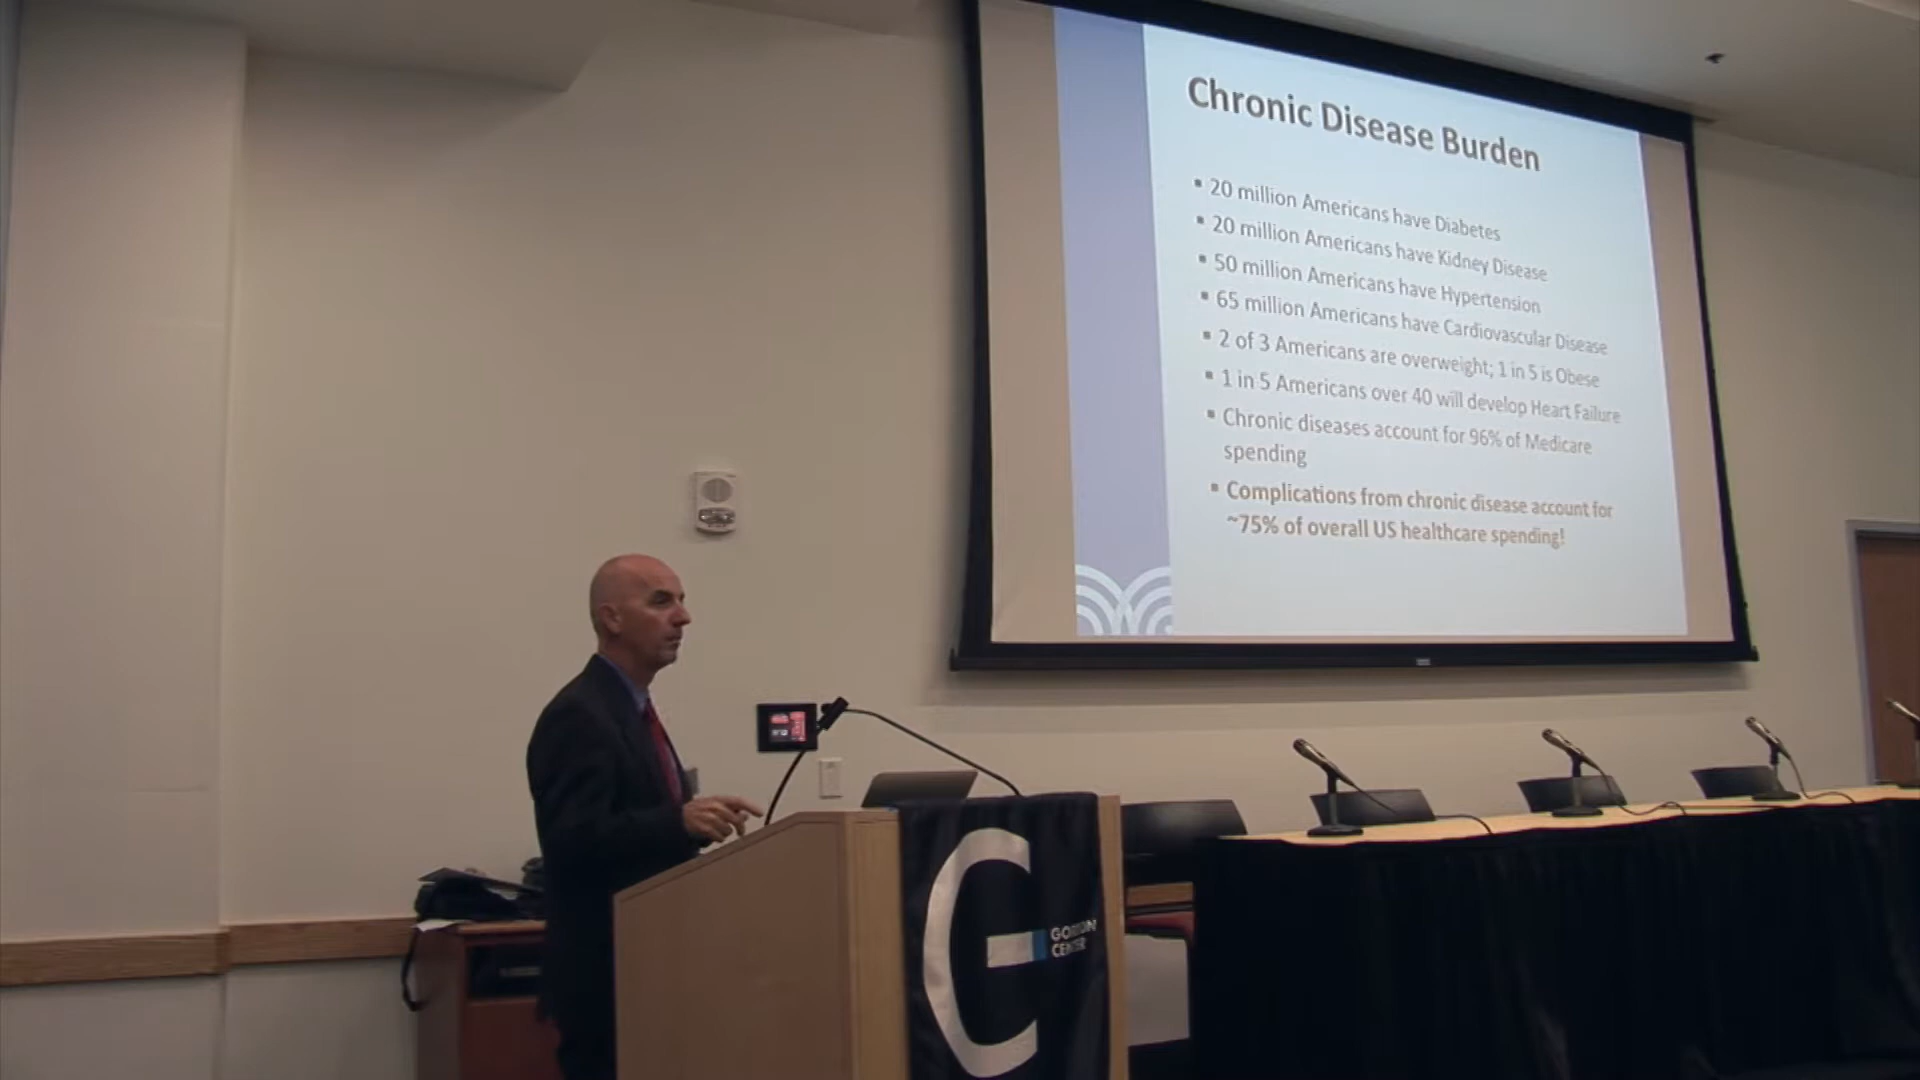 Chronic Disease Burden
▪ 20 million Americans have Diabetes
▪ 20 million Americans have Kidney Disease
▪ 50 million Americans have Hypertension
▪ 65 million Americans have Cardiovascular Disease
▪ 2 of 3 Americans are overweight; 1 in 5 is Obese
▪ 1 in 5 Americans over 40 will develop Heart Failure
▪ Chronic diseases account for 96% of Medicare
spending
▪ Complications from chronic disease account for
~75% of overall US healthcare spending!
GORDON
CENTER